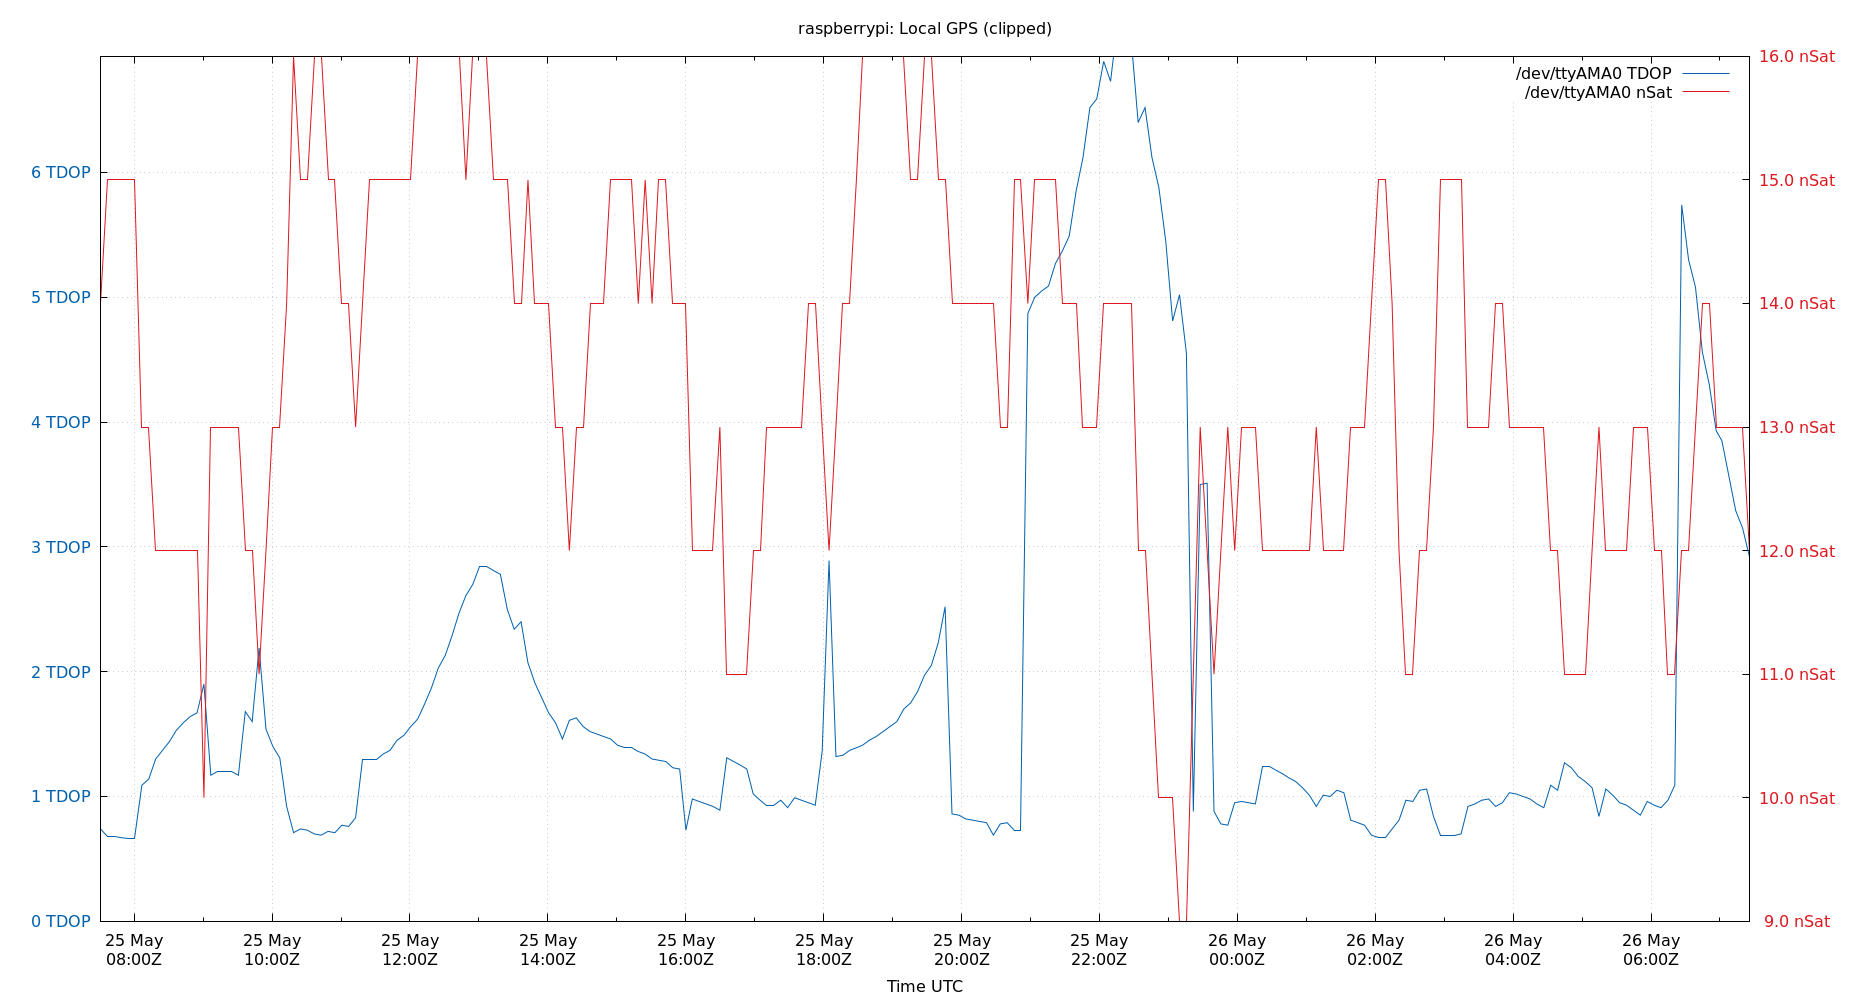 raspberrypi: Local GPS (clipped)
16.0 nSat
/dev/ttyAMA0 TDOP
/dev/ttyAMA0 nSat
6 TDOP
15.0 nSat
5 TDOP
14.0 nSat
4 TDOP
13.0 nSat
3 TDOP
12.0 nSat
2 TDOP
11.0 nSat
1 TDOP
10.0 nSat
0 TDOP
9.0 nSat
25 May 25 May 25 May 25 May 25 May 25 May 25 May 25 May 26 May 26 May 26 May 26 May
08:00Z 10:00Z 12:00Z 14:00Z 16:00Z 18:00Z 20:00Z 22:00Z 00:00Z 02:00Z 04:00Z 06:00Z
Time UTC